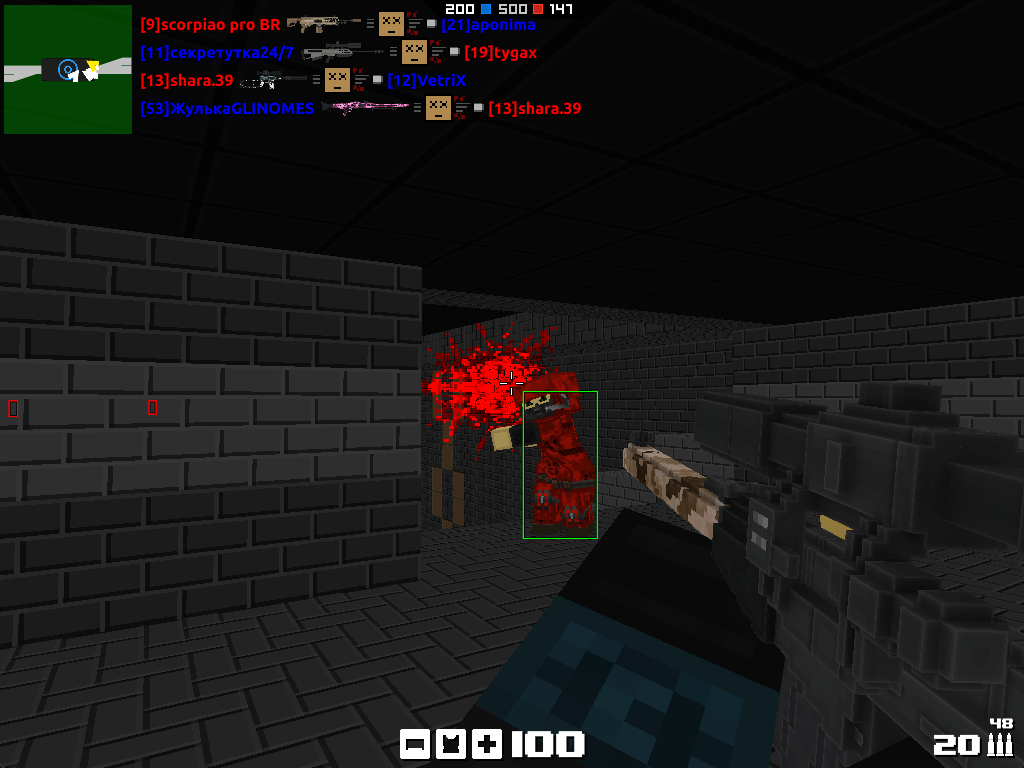 200 500 147
[9]scorpiao pro BR [21]aponima
[11]секретутка24/7 [19]tygax
[13]shara.39 [12]VetriX
[53]ЖулькаGLINOMES [13]shara.39
48
100 20